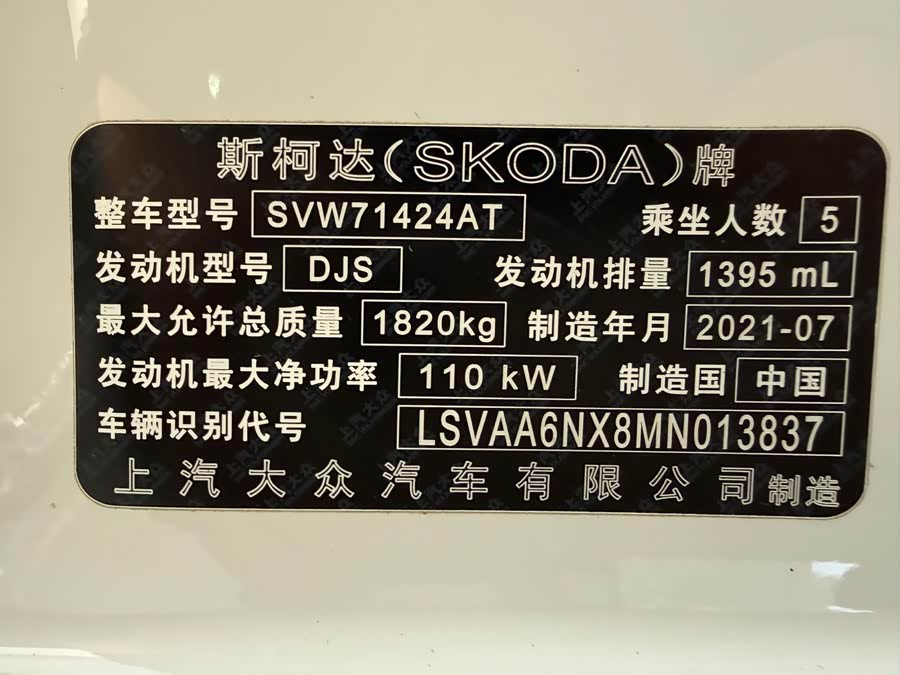 斯柯达(SKODA)牌
整车型号 SVW71424AT 乘坐人数 5
发动机型号 DJS 发动机排量 1395 mL
最大允许总质量 1820kg 制造年月 2021-07
发动机最大净功率 110 kW 制造国 中国
车辆识别代号 LSVAA6NX8MN013837
上汽大众汽车有限公司制造